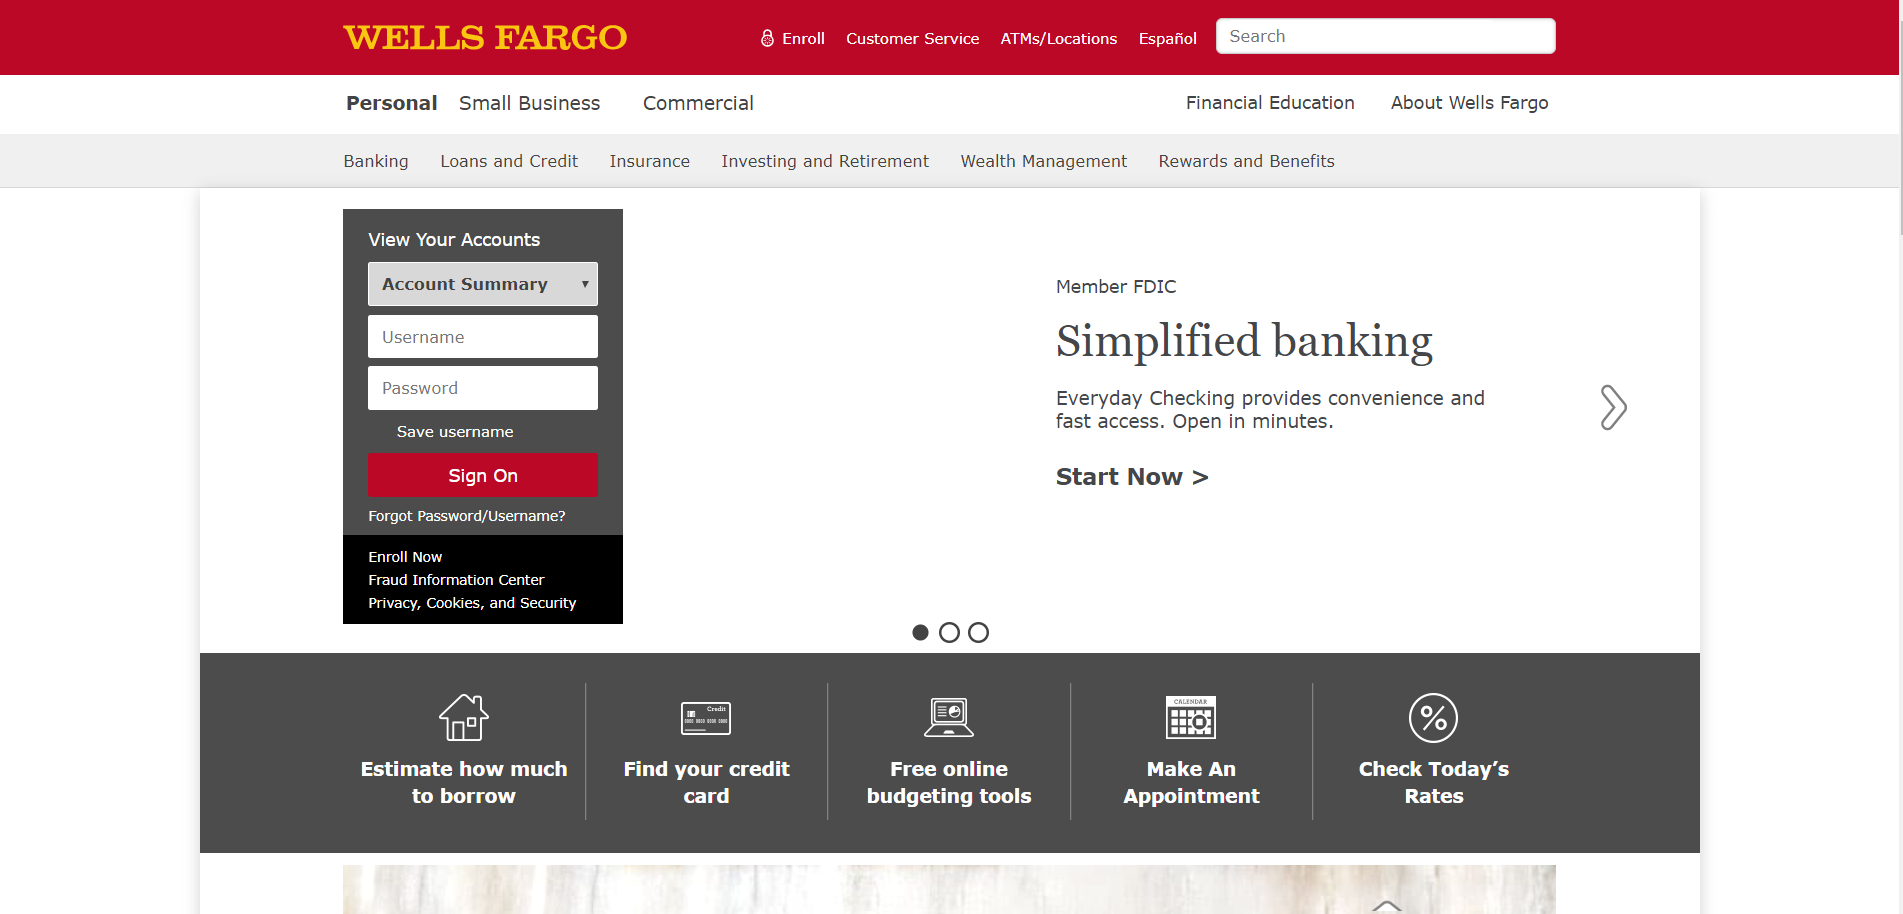 WELLS FARGO
Enroll Customer Service ATMs/Locations Español Search
Personal Small Business Commercial Financial Education About Wells Fargo
Banking Loans and Credit Insurance Investing and Retirement Wealth Management Rewards and Benefits
View Your Accounts
Account Summary
Username
Password
Save username
Sign On
Forgot Password/Username?
Enroll Now
Fraud Information Center
Privacy, Cookies, and Security
Member FDIC
Simplified banking
Everyday Checking provides convenience and
fast access. Open in minutes.
Start Now >
Estimate how much
to borrow
Credit
Find your credit
card
Free online
budgeting tools
CALENDAR
Make An
Appointment
%
Check Today’s
Rates